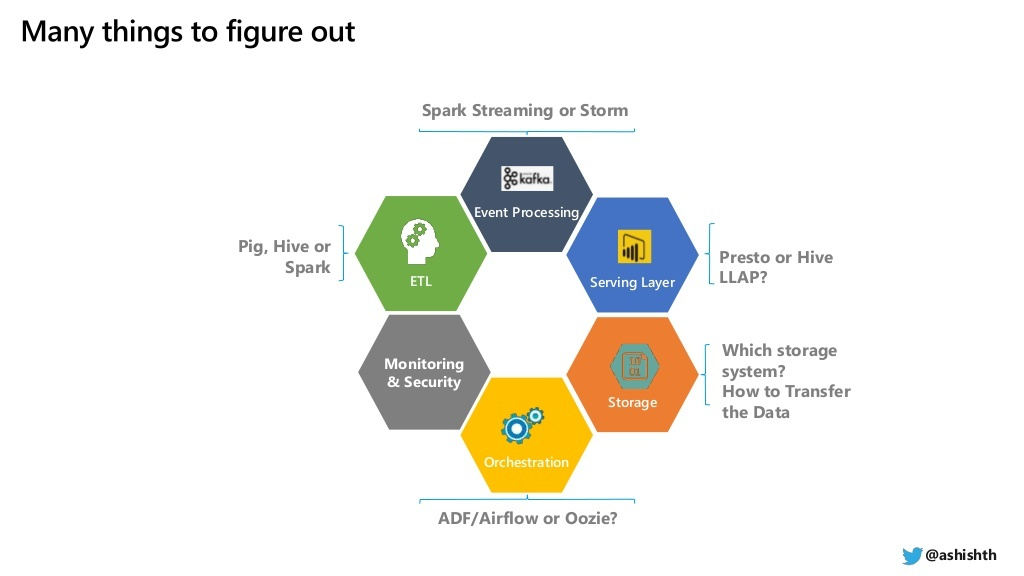 Many things to figure out
Spark Streaming or Storm
kafka
Event Processing
Pig, Hive or
Spark
ETL
Serving Layer
Presto or Hive
LLAP?
Monitoring
& Security
Storage
Which storage
system?
How to Transfer
the Data
Orchestration
ADF/Airflow or Oozie?
@ashishth